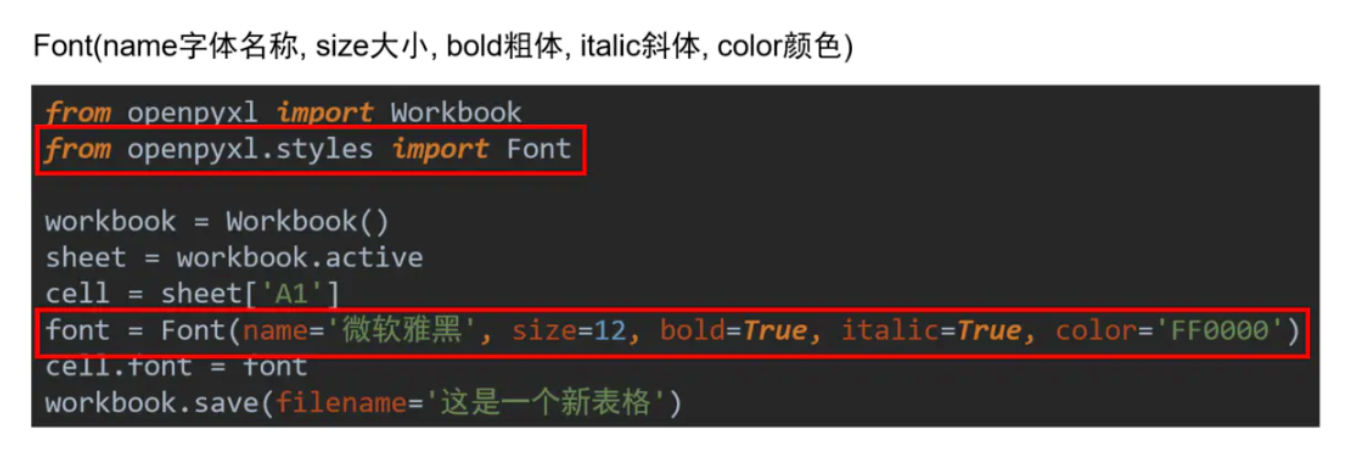 Font(name字体名称, size大小, bold粗体, italic斜体, color颜色)
from openpyxl import Workbook
from openpyxl.styles import Font
workbook = Workbook()
sheet = workbook.active
cell = sheet['A1']
font = Font(name='微软雅黑', size=12, bold=True, italic=True, color='FF0000')
cell.font = font
workbook.save(filename='这是一个新表格')